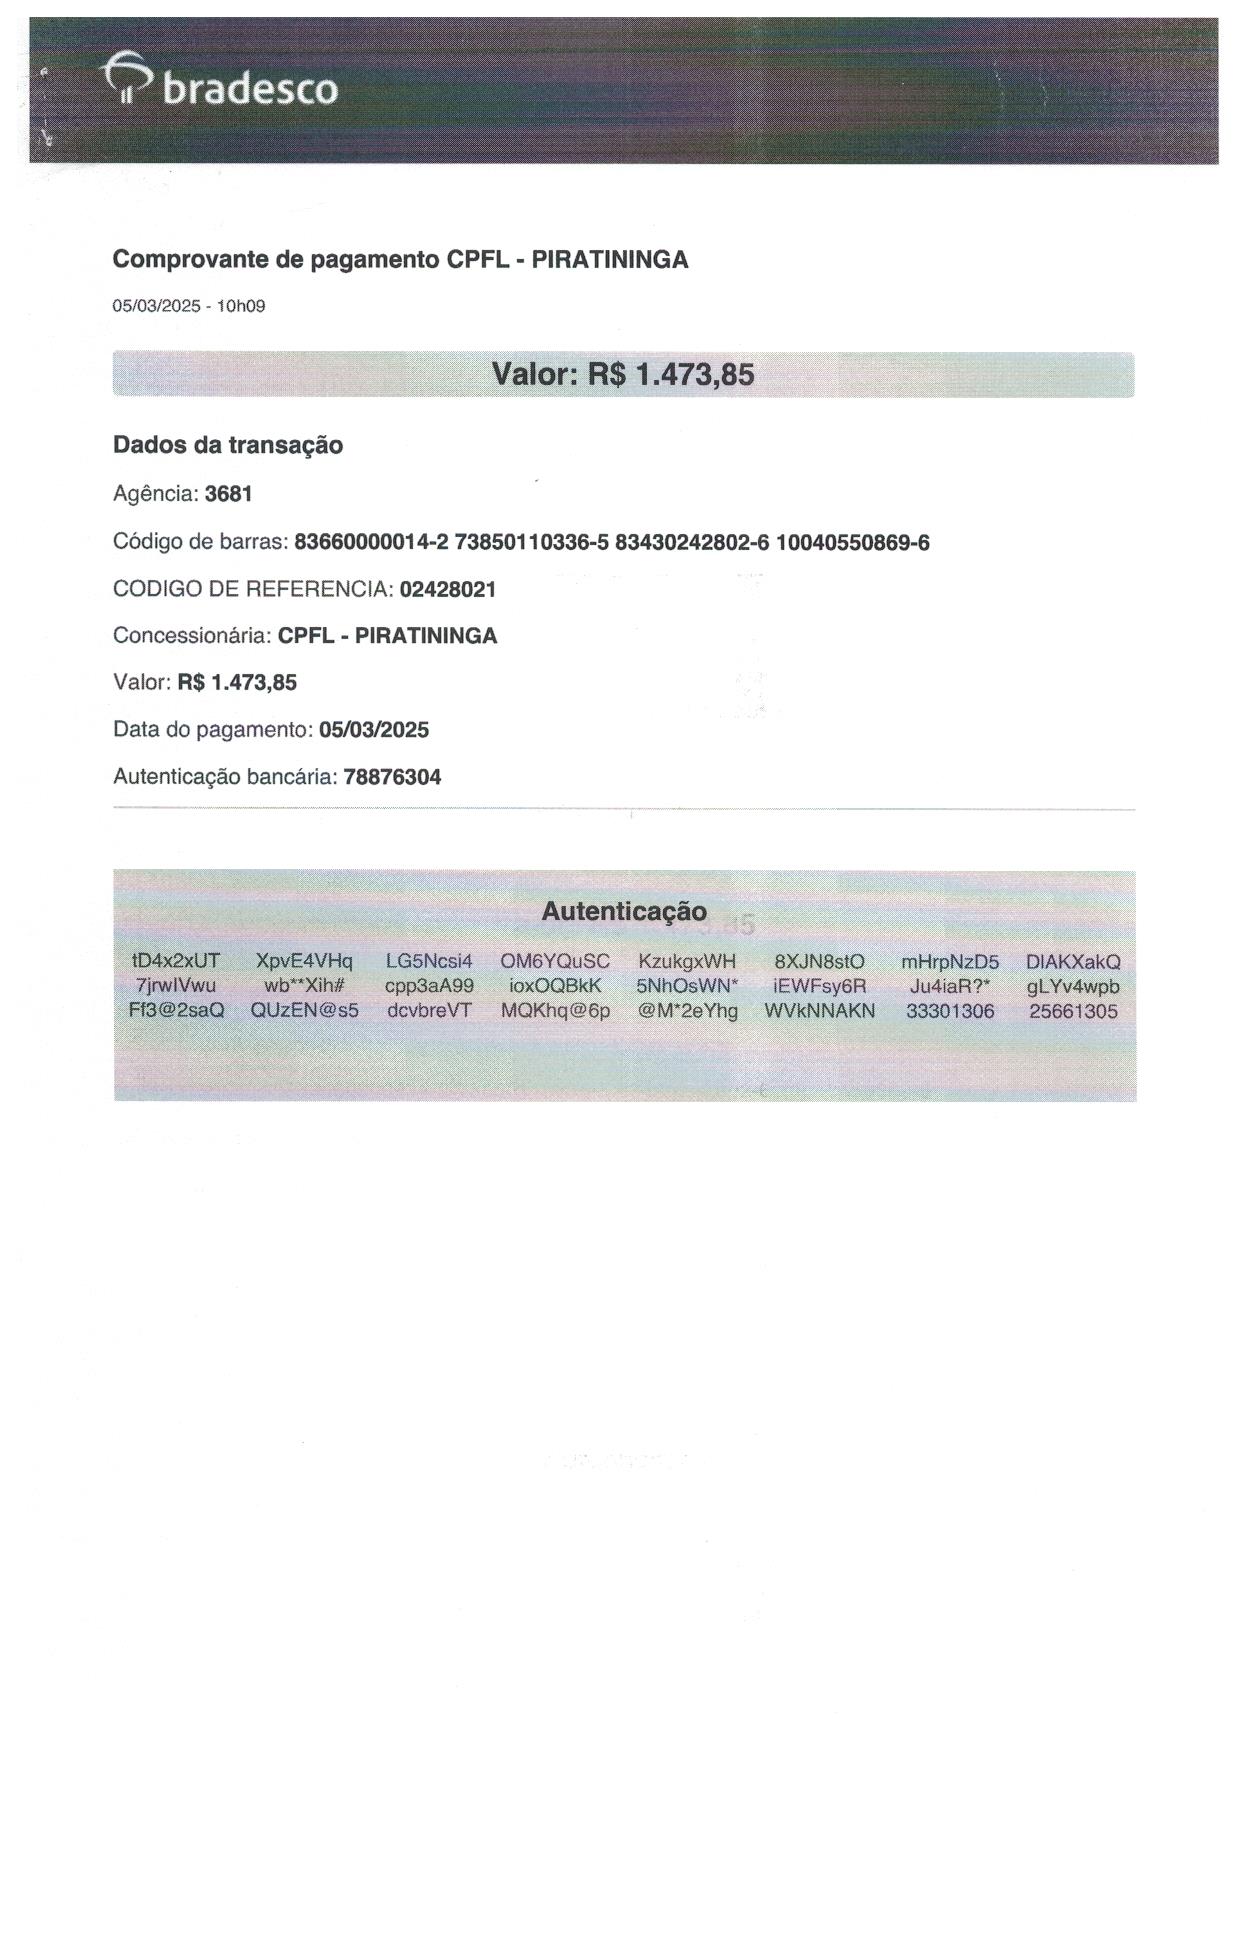 bradesco
Comprovante de pagamento CPFL - PIRATININGA
05/03/2025 - 10h09
Valor: R$ 1.473,85
Dados da transação
Agência: 3681
Código de barras: 83660000014-2 73850110336-5 83430242802-6 10040550869-6
CODIGO DE REFERENCIA: 02428021
Concessionária: CPFL - PIRATININGA
Valor: R$ 1.473,85
Data do pagamento: 05/03/2025
Autenticação bancária: 78876304
Autenticação
tD4x2xUT XpvE4VHq LG5Ncsi4 OM6YQuSC KzukgxWH 8XJN8stO mHrpNzD5 DIAKXakQ
7jrwIVwu wb**Xih# cpp3aA99 ioxOQBkK 5NhOsWN* iEWFsy6R Ju4iaR?* gLYv4wpb
Ff3@2saQ QUzEN@s5 dcvbreVT MQKhq@6p @M*2eYhg WVkNNAKN 33301306 25661305